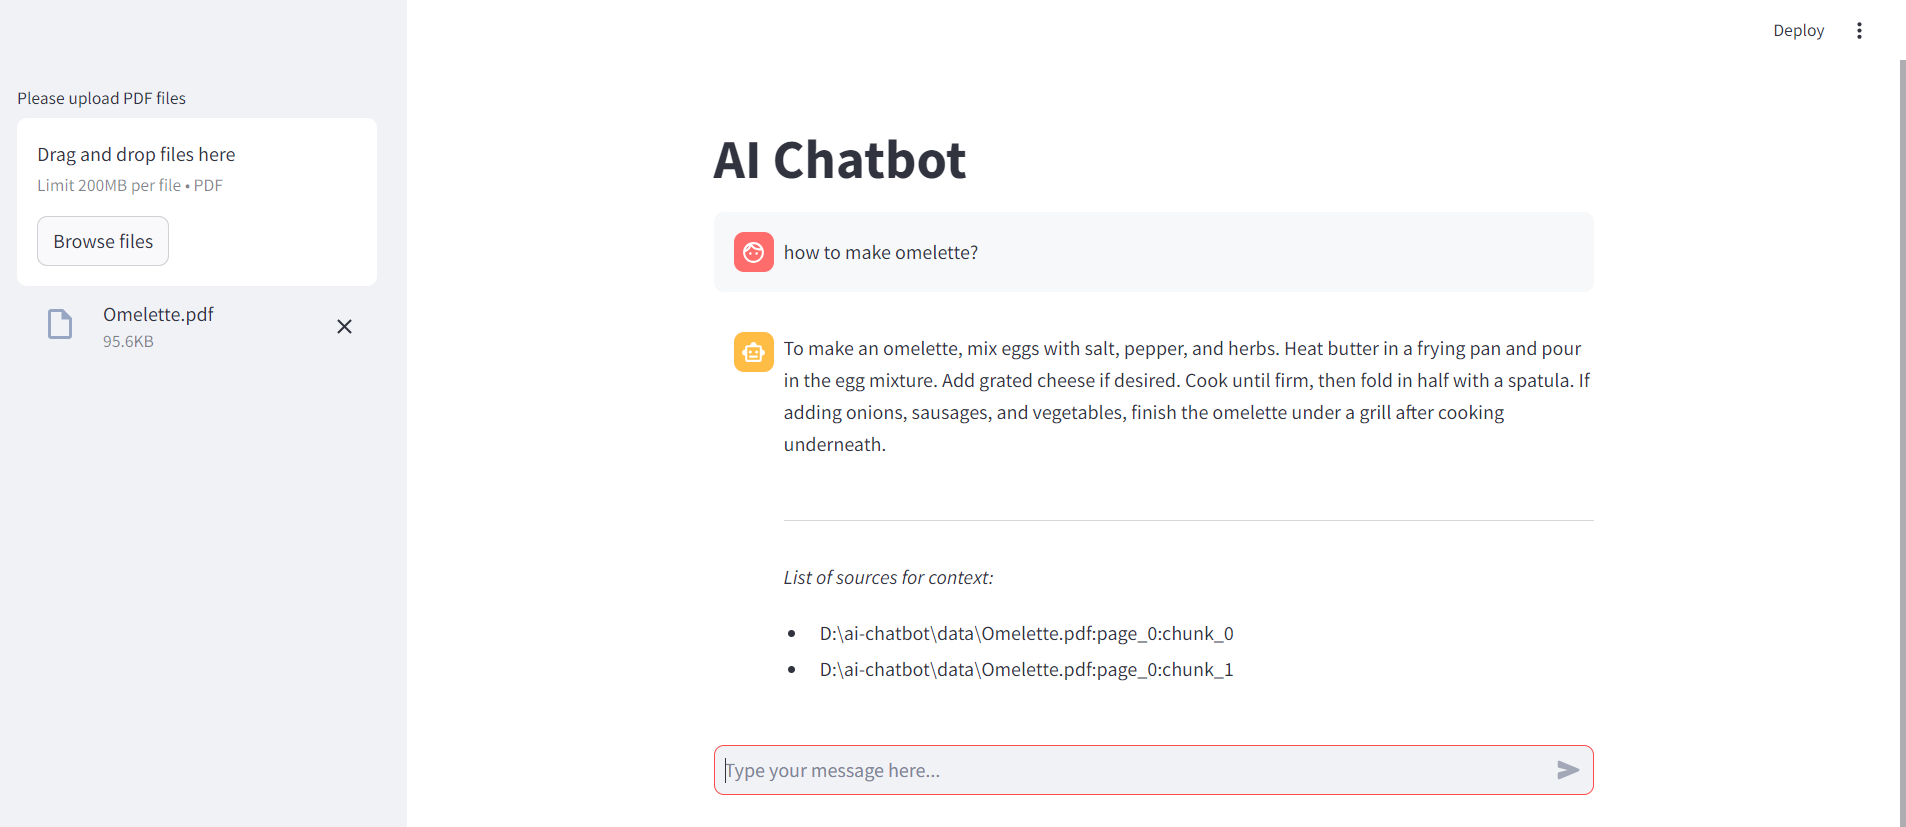 Deploy
Please upload PDF files
Drag and drop files here
Limit 200MB per file • PDF
Browse files
Omelette.pdf
95.6KB
AI Chatbot
how to make omelette?
To make an omelette, mix eggs with salt, pepper, and herbs. Heat butter in a frying pan and pour
in the egg mixture. Add grated cheese if desired. Cook until firm, then fold in half with a spatula. If
adding onions, sausages, and vegetables, finish the omelette under a grill after cooking
underneath.
List of sources for context:
• D:\ai-chatbot\data\Omelette.pdf:page_0:chunk_0
• D:\ai-chatbot\data\Omelette.pdf:page_0:chunk_1
Type your message here...